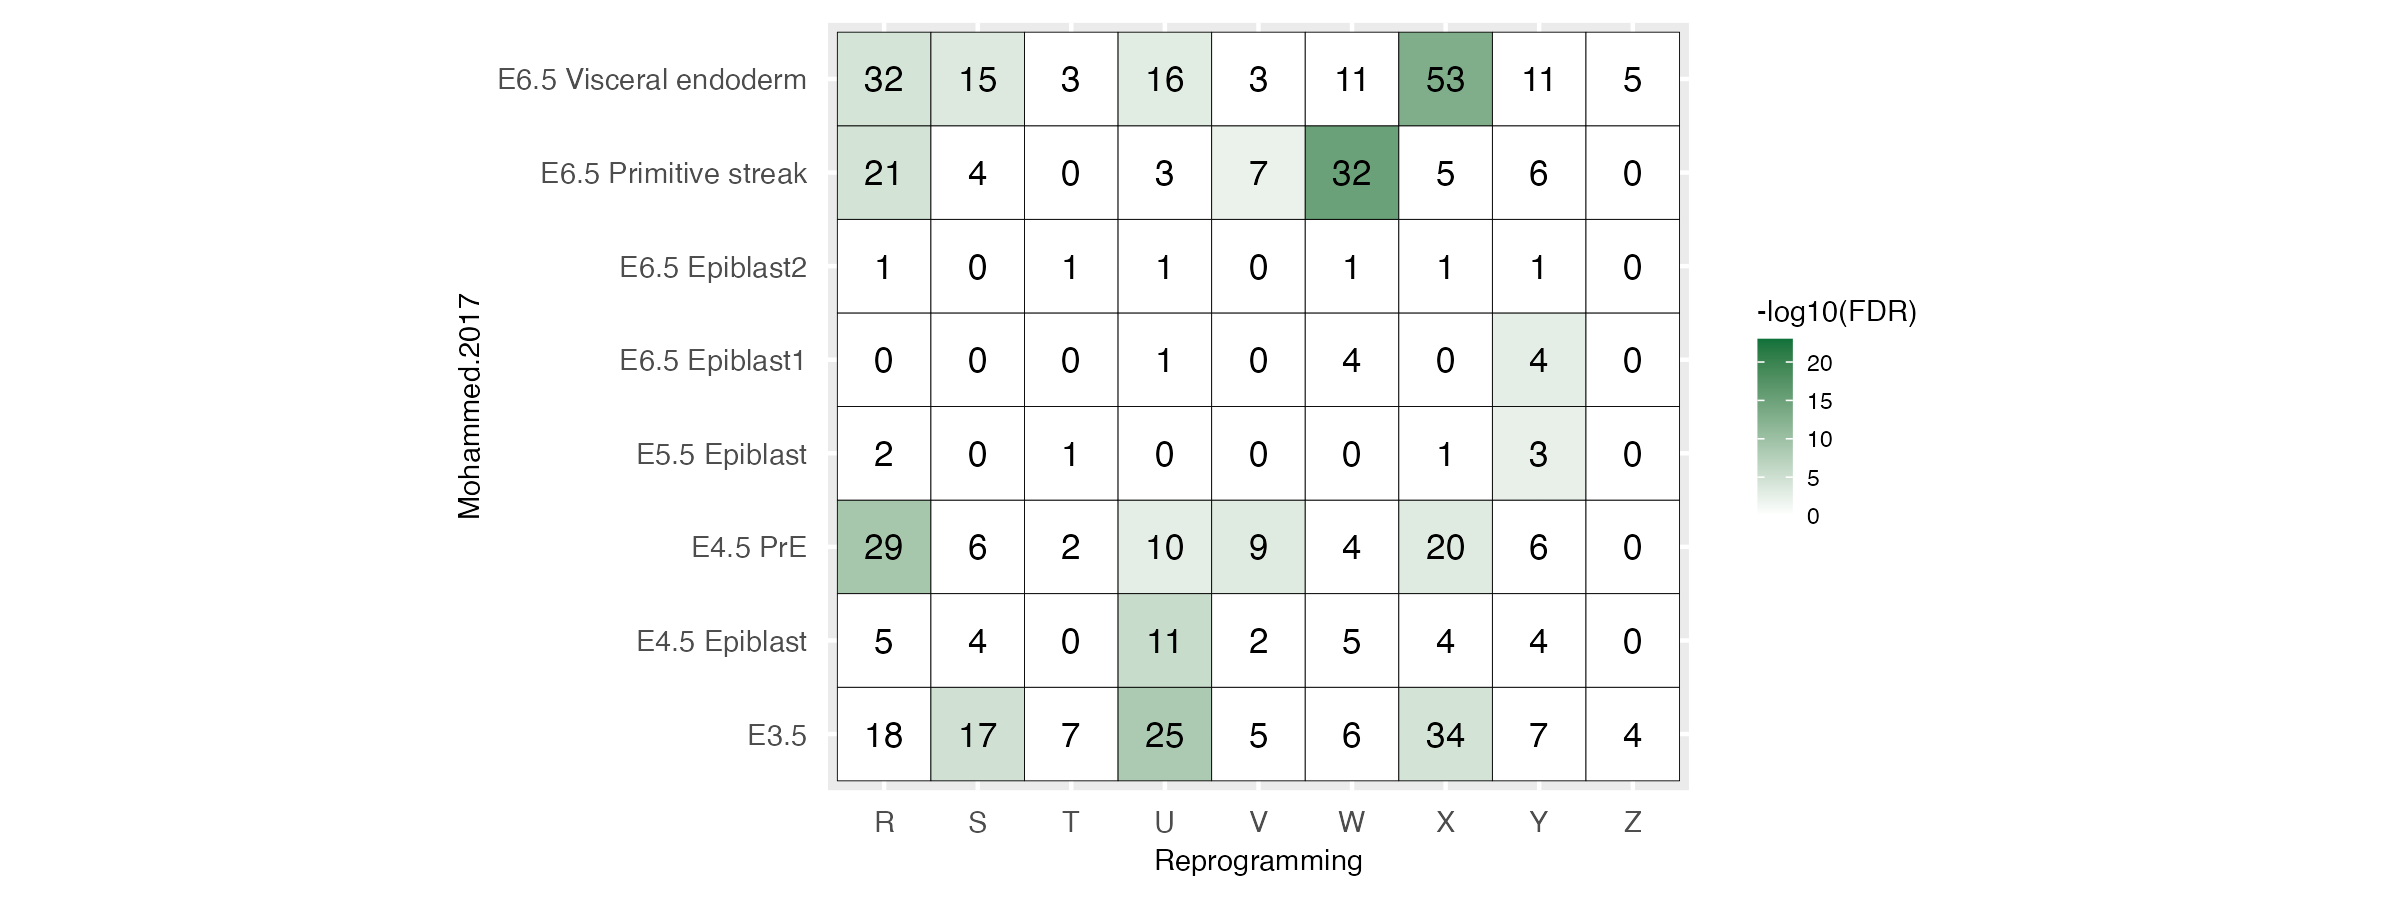 E6.5 Visceral endoderm 32 15 3 16 3 11 53 11 5
E6.5 Primitive streak 21 4 0 3 7 32 5 6 0
E6.5 Epiblast2 1 0 1 1 0 1 1 1 0
E6.5 Epiblast1 0 0 0 1 0 4 0 4 0
E5.5 Epiblast 2 0 1 0 0 0 1 3 0
E4.5 PrE 29 6 2 10 9 4 20 6 0
E4.5 Epiblast 5 4 0 11 2 5 4 4 0
E3.5 18 17 7 25 5 6 34 7 4
R S T U V W X Y Z
Reprogramming
Mohammed.2017
-log10(FDR)
20
15
10
5
0